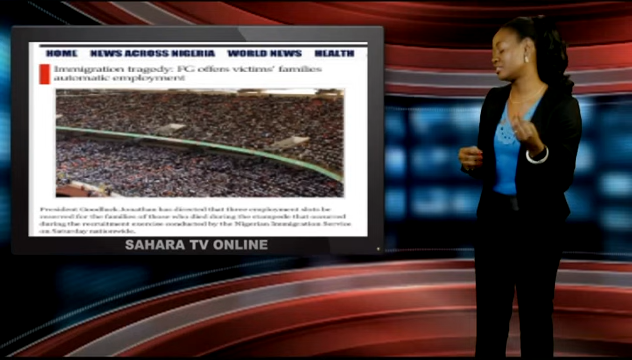 HOME NEWS ACROSS NIGERIA WORLD NEWS HEALTH
Immigration tragedy: FG offers victims' families
automatic employment
President Goodluck Jonathan has directed that three employment slots be
reserved for the families of those who died during the stampede that occurred
during the recruitment exercise conducted by the Nigerian Immigration Service
on Saturday nationwide.
SAHARA TV ONLINE